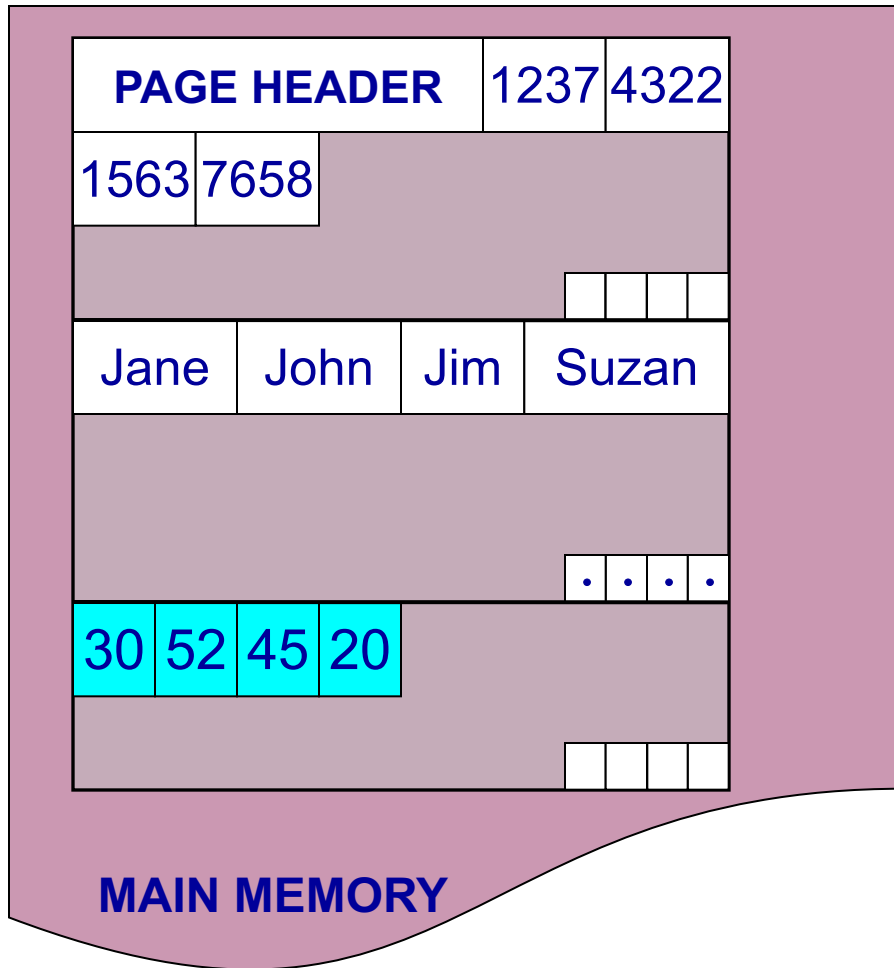 PAGE HEADER 1237 4322
1563 7658
Jane John Jim Suzan
• • • •
30 52 45 20
MAIN MEMORY